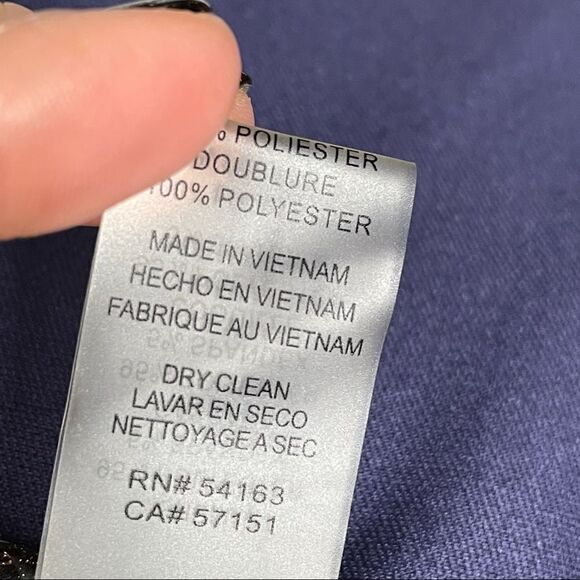 % POLIESTER
DOUBLURE
100% POLYESTER
MADE IN VIETNAM
HECHO EN VIETNAM
FABRIQUE AU VIETNAM
DRY CLEAN
LAVAR EN SECO
NETTOYAGE A SEC
RN# 54163
CA# 57151